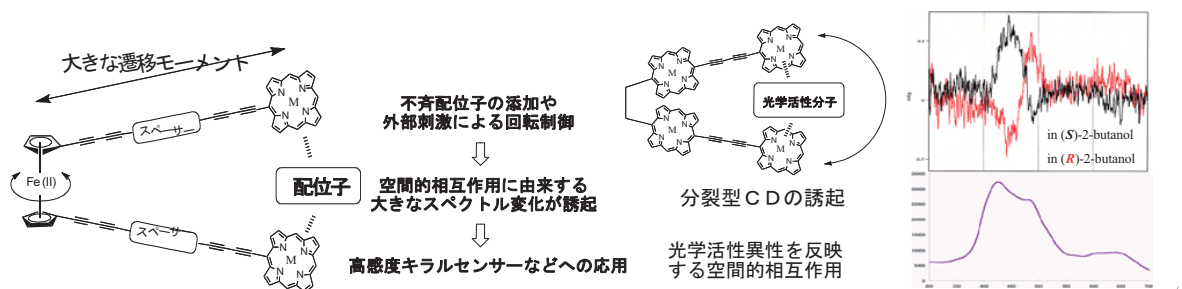 大きな遷移モーメント
M
N
N
N
N
スペーサー
Fe(II)
配位子
スペーサ
M
N
N
N
N
不斉配位子の添加や
外部刺激による回転制御
空間的相互作用に由来する
大きなスペクトル変化が誘起
高感度キラルセンサーなどへの応用
M
N
N
N
N
M
N
N
N
N
光学活性分子
M
N
N
N
N
M
N
N
N
N
分裂型ＣＤの誘起
光学活性異性を反映
する空間的相互作用
in (S)-2-butanol
in (R)-2-butanol